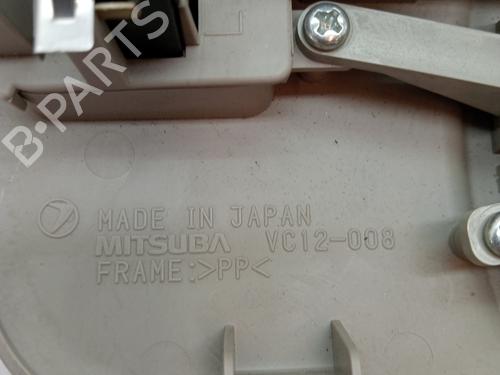 B-PARTS
MADE IN JAPAN
MITSUBA VC12-008
FRAME:>PP<